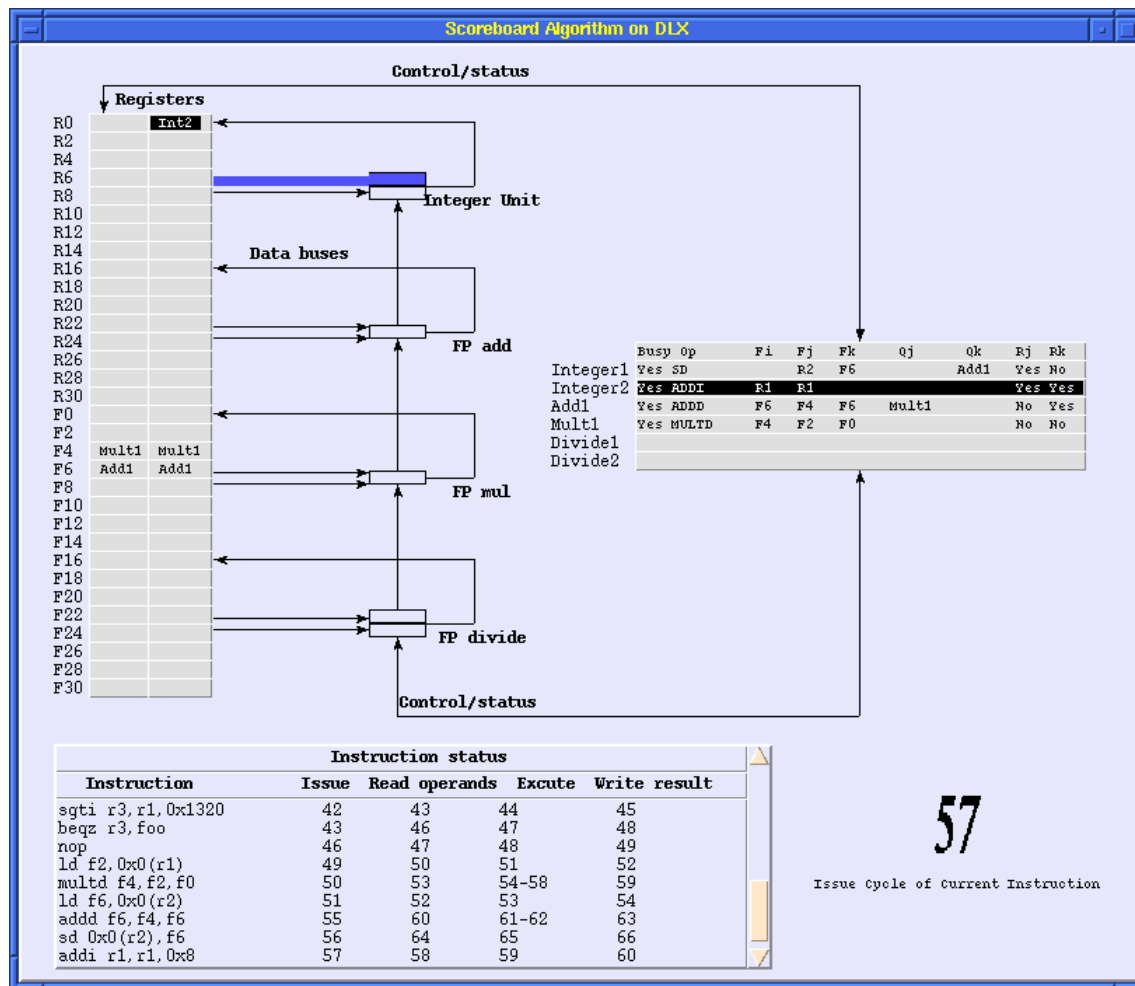 Scoreboard Algorithm on DLX
Control/status
Registers
R0 Int2
R2
R4
R6
R8
Integer Unit
R10
R12
R14
Data buses
R16
R18
R20
R22
R24
FP add
R26
R28
R30
F0
F2
F4 Mult1 Mult1
F6 Add1 Add1
F8
FP mul
F10
F12
F14
F16
F18
F20
F22
F24
FP divide
F26
F28
F30
Control/status
Busy Op Fi Fj Fk Qj Qk Rj Rk
Integer1 Yes SD R2 F6 Add1 Yes No
Integer2 Yes ADDI R1 R1 Yes Yes
Add1 Yes ADDD F6 F4 F6 Mult1 No Yes
Mult1 Yes MULTD F4 F2 F0 No No
Divide1
Divide2
Instruction status
Instruction Issue Read operands Excute Write result
sgti r3,r1,0x1320 42 43 44 45
beqz r3,foo 43 46 47 48
nop 46 47 48 49
ld f2,0x0(r1) 49 50 51 52
multd f4,f2,f0 50 53 54-58 59
ld f6,0x0(r2) 51 52 53 54
addd f6,f4,f6 55 60 61-62 63
sd 0x0(r2),f6 56 64 65 66
addi r1,r1,0x8 57 58 59 60
57
Issue Cycle of Current Instruction